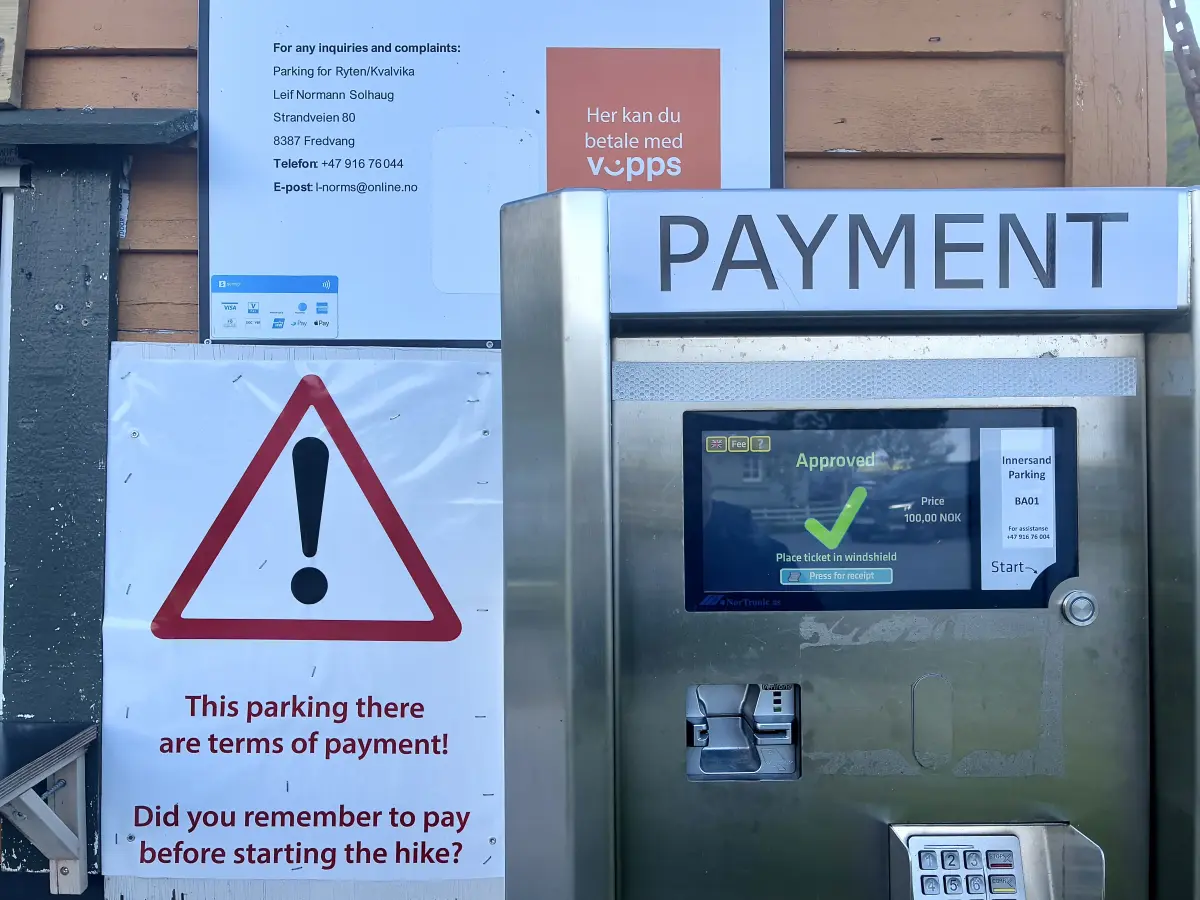 For any inquiries and complaints:
Parking for Ryten/Kvalvika
Leif Normann Solhaug
Strandveien 80
8387 Fredvang
Telefon: +47 916 76 044
E-post: l-norms@online.no
Her kan du
betale med
vipps
VISA
Pay
Pay
This parking there
are terms of payment!
Did you remember to pay
before starting the hike?
PAYMENT
Fee ?
Approved
Price
100,00 NOK
Place ticket in windshield
Press for receipt
NorTronic as
Innersand
Parking
BA01
For assistanse
+47 916 76 004
Start
1 2 3
4 5 6